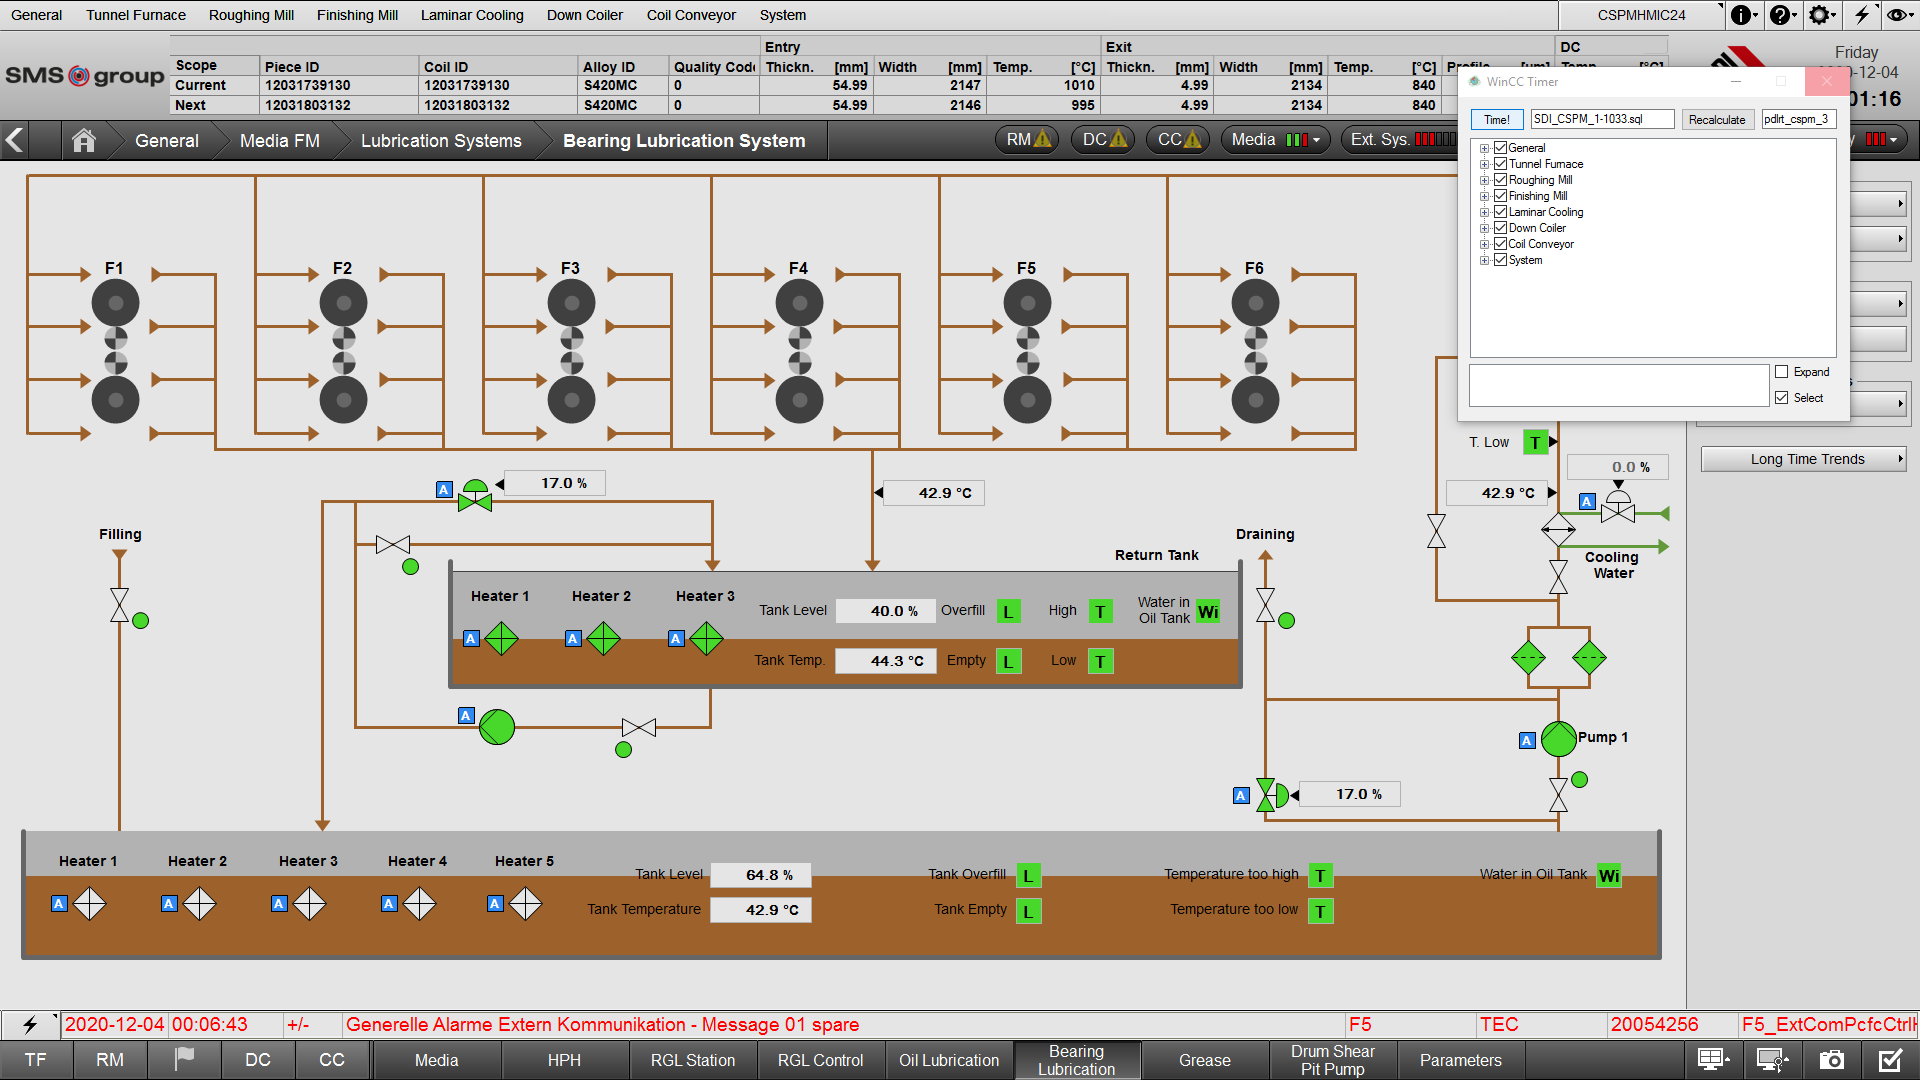 General Tunnel Furnace Roughing Mill Finishing Mill Laminar Cooling Down Coiler Coil Conveyor System CSPMHMIC24
SMS group
Entry Exit DC
Scope Piece ID Coil ID Alloy ID Quality Code Thickn. [mm] Width [mm] Temp. [°C] Thickn. [mm] Width [mm] Temp. [°C]
Current 12031739130 12031739130 S420MC 0 54.99 2147 1010 4.99 2134 840
Next 12031803132 12031803132 S420MC 0 54.99 2146 995 4.99 2134 840
Friday
-12-04
01:16
General Media FM Lubrication Systems Bearing Lubrication System RM DC CC Media Ext. Sys.
WinCC Timer
Time! SDI_CSPM_1-1033.sql Recalculate pdlrt_cspm_3
General
Tunnel Furnace
Roughing Mill
Finishing Mill
Laminar Cooling
Down Coiler
Coil Conveyor
System
Expand
Select
Long Time Trends
F1 F2 F3 F4 F5 F6
T. Low T
0.0 %
A 17.0 %
42.9 °C
42.9 °C
A
Filling
Draining
Cooling
Water
Return Tank
Heater 1 Heater 2 Heater 3
A A A
Tank Level 40.0 % Overfill L High T Water in
Oil Tank Wi
Tank Temp. 44.3 °C Empty L Low T
A
A Pump 1
A 17.0 %
Heater 1 Heater 2 Heater 3 Heater 4 Heater 5
A A A A A
Tank Level 64.8 % Tank Overfill L Temperature too high T Water in Oil Tank Wi
Tank Temperature 42.9 °C Tank Empty L Temperature too low T
2020-12-04 00:06:43 +/- Generelle Alarme Extern Kommunikation - Message 01 spare F5 TEC 20054256 F5_ExtComPcfcCtrl
TF RM DC CC Media HPH RGL Station RGL Control Oil Lubrication Bearing
Lubrication Grease Drum Shear
Pit Pump Parameters